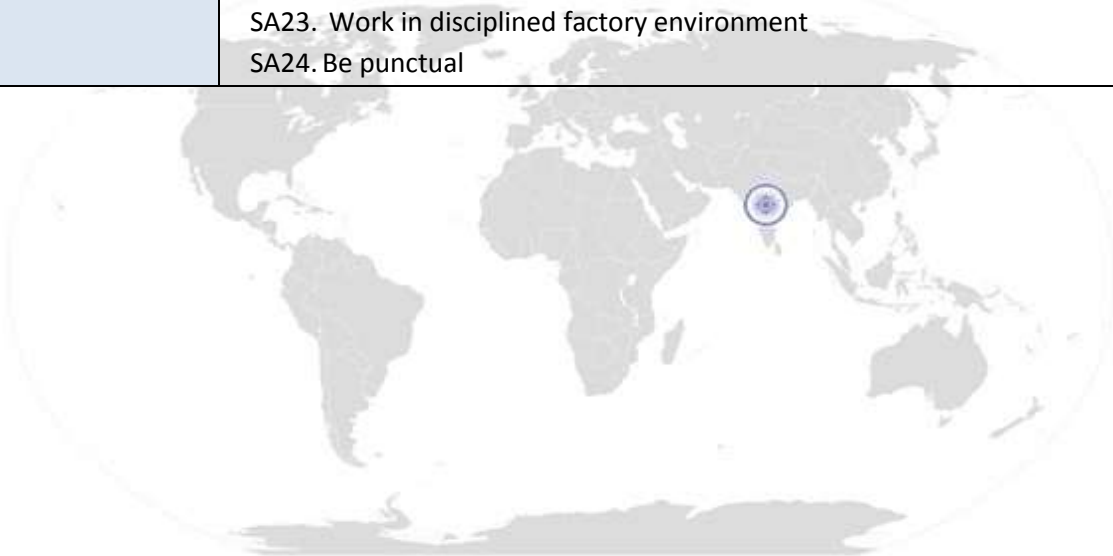 SA23. Work in disciplined factory environment
SA24. Be punctual